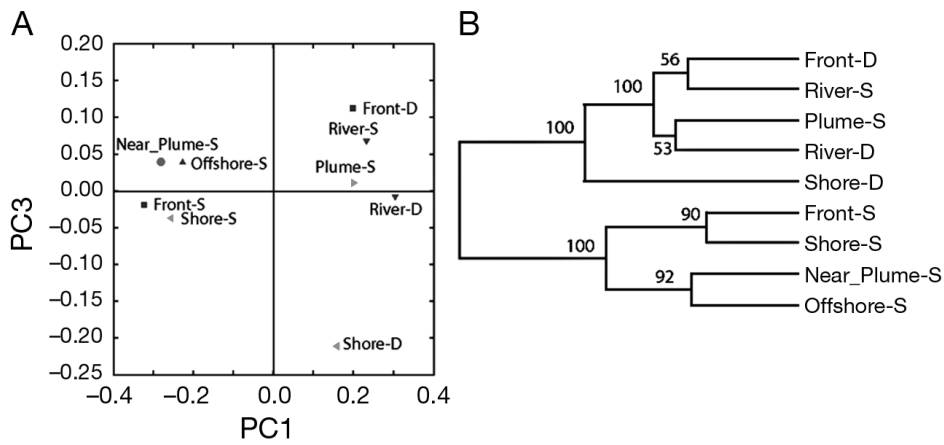 A
0.20
0.15
0.10
0.05
0.00
−0.05
−0.10
−0.15
−0.20
−0.25
PC3
Front-D
River-S
Near_Plume-S
Offshore-S
Plume-S
Front-S
Shore-S
River-D
Shore-D
−0.4 −0.2 0.0 0.2 0.4
PC1
B
56
100
100
53
90
100
92
Front-D
River-S
Plume-S
River-D
Shore-D
Front-S
Shore-S
Near_Plume-S
Offshore-S